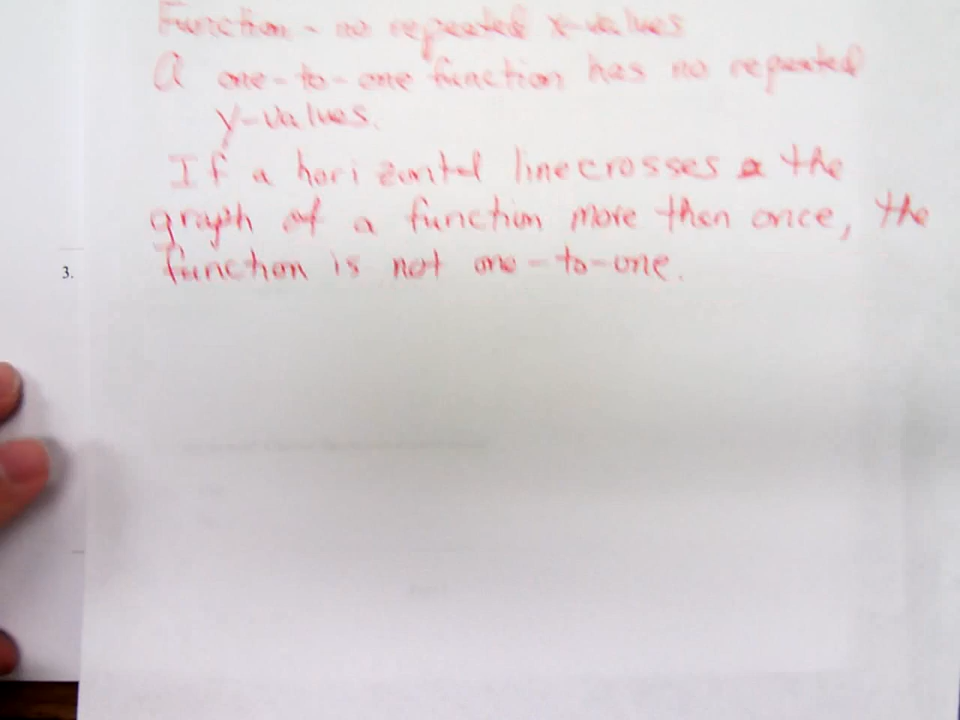 Function - no repeated x-values
A one-to-one function has no repeated
y-values.
If a horizontal line crosses the
graph of a function more then once, the
function is not one-to-one.
3.